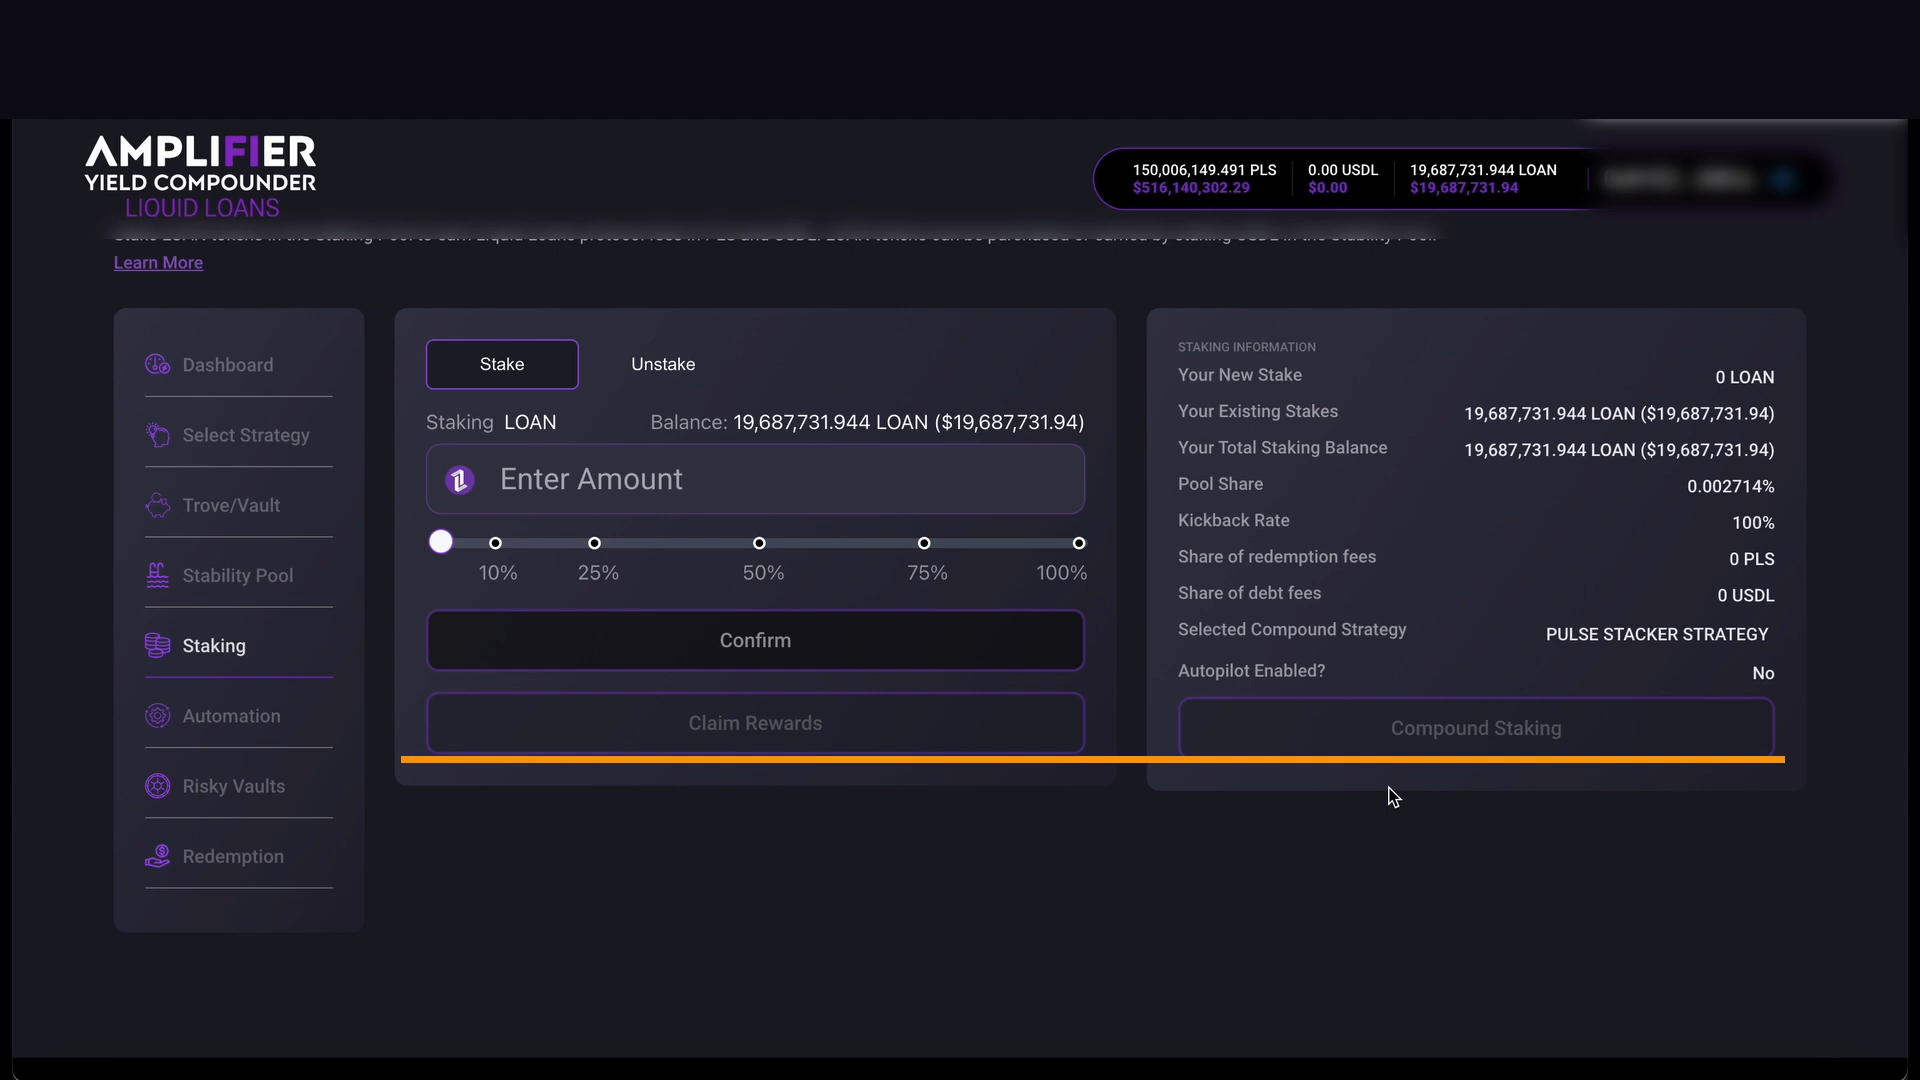 AMPLIFIER
YIELD COMPOUNDER
LIQUID LOANS
150,006,149.491 PLS
$516,140,302.29
0.00 USDL
$0.00
19,687,731.944 LOAN
$19,687,731.94
Learn More
Dashboard
Select Strategy
Trove/Vault
Stability Pool
Staking
Automation
Risky Vaults
Redemption
Stake Unstake
Staking LOAN Balance: 19,687,731.944 LOAN ($19,687,731.94)
Enter Amount
10% 25% 50% 75% 100%
Confirm
Claim Rewards
STAKING INFORMATION
Your New Stake 0 LOAN
Your Existing Stakes 19,687,731.944 LOAN ($19,687,731.94)
Your Total Staking Balance 19,687,731.944 LOAN ($19,687,731.94)
Pool Share 0.002714%
Kickback Rate 100%
Share of redemption fees 0 PLS
Share of debt fees 0 USDL
Selected Compound Strategy PULSE STACKER STRATEGY
Autopilot Enabled? No
Compound Staking